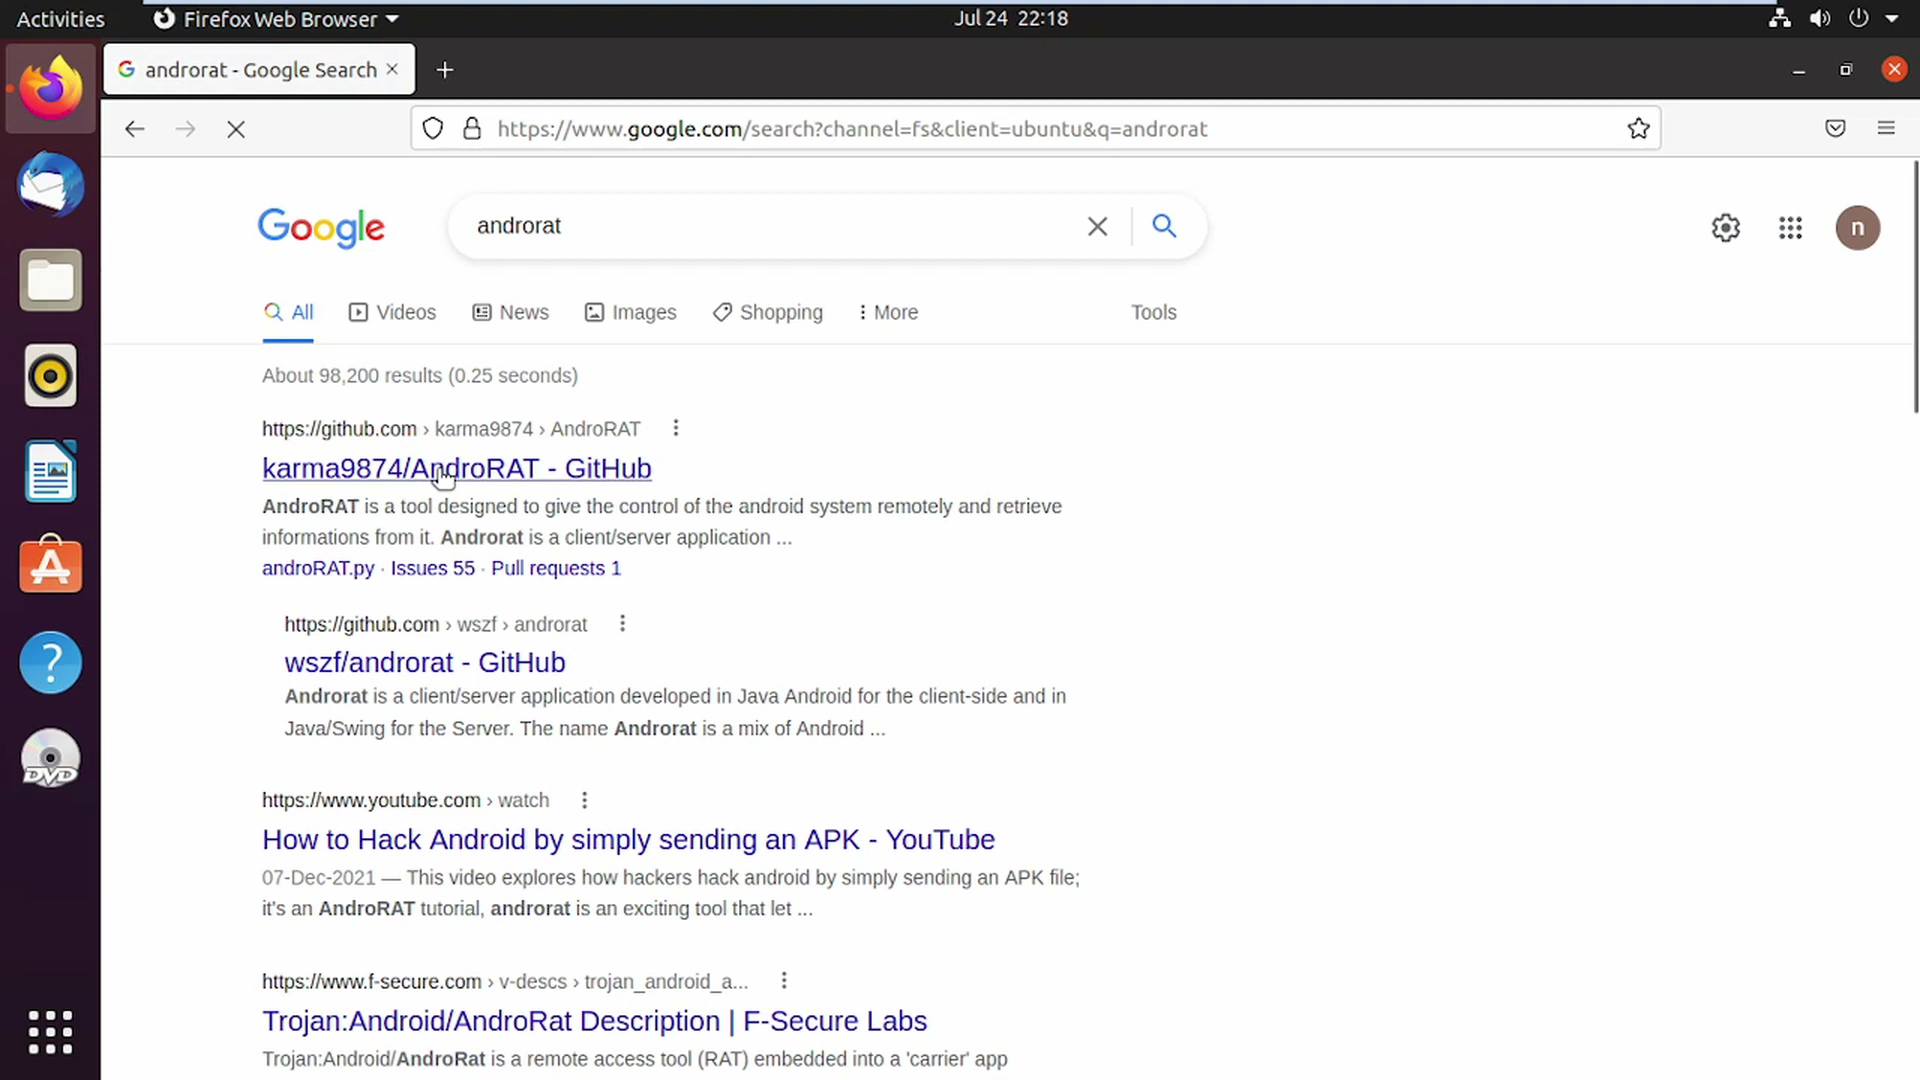 Activities
Firefox Web Browser
Jul 24 22:18
androrat - Google Search
https://www.google.com/search?channel=fs&client=ubuntu&q=androrat
Google
androrat
n
All
Videos
News
Images
Shopping
More
Tools
About 98,200 results (0.25 seconds)
https://github.com › karma9874 › AndroRAT
karma9874/AndroRAT - GitHub
AndroRAT is a tool designed to give the control of the android system remotely and retrieve
informations from it. Androrat is a client/server application ...
androRAT.py · Issues 55 · Pull requests 1
https://github.com › wszf › androrat
wszf/androrat - GitHub
Androrat is a client/server application developed in Java Android for the client-side and in
Java/Swing for the Server. The name Androrat is a mix of Android ...
https://www.youtube.com › watch
How to Hack Android by simply sending an APK - YouTube
07-Dec-2021 — This video explores how hackers hack android by simply sending an APK file;
it's an AndroRAT tutorial, androrat is an exciting tool that let ...
https://www.f-secure.com › v-descs › trojan_android_a...
Trojan:Android/AndroRat Description | F-Secure Labs
Trojan:Android/AndroRat is a remote access tool (RAT) embedded into a 'carrier' app
DVD